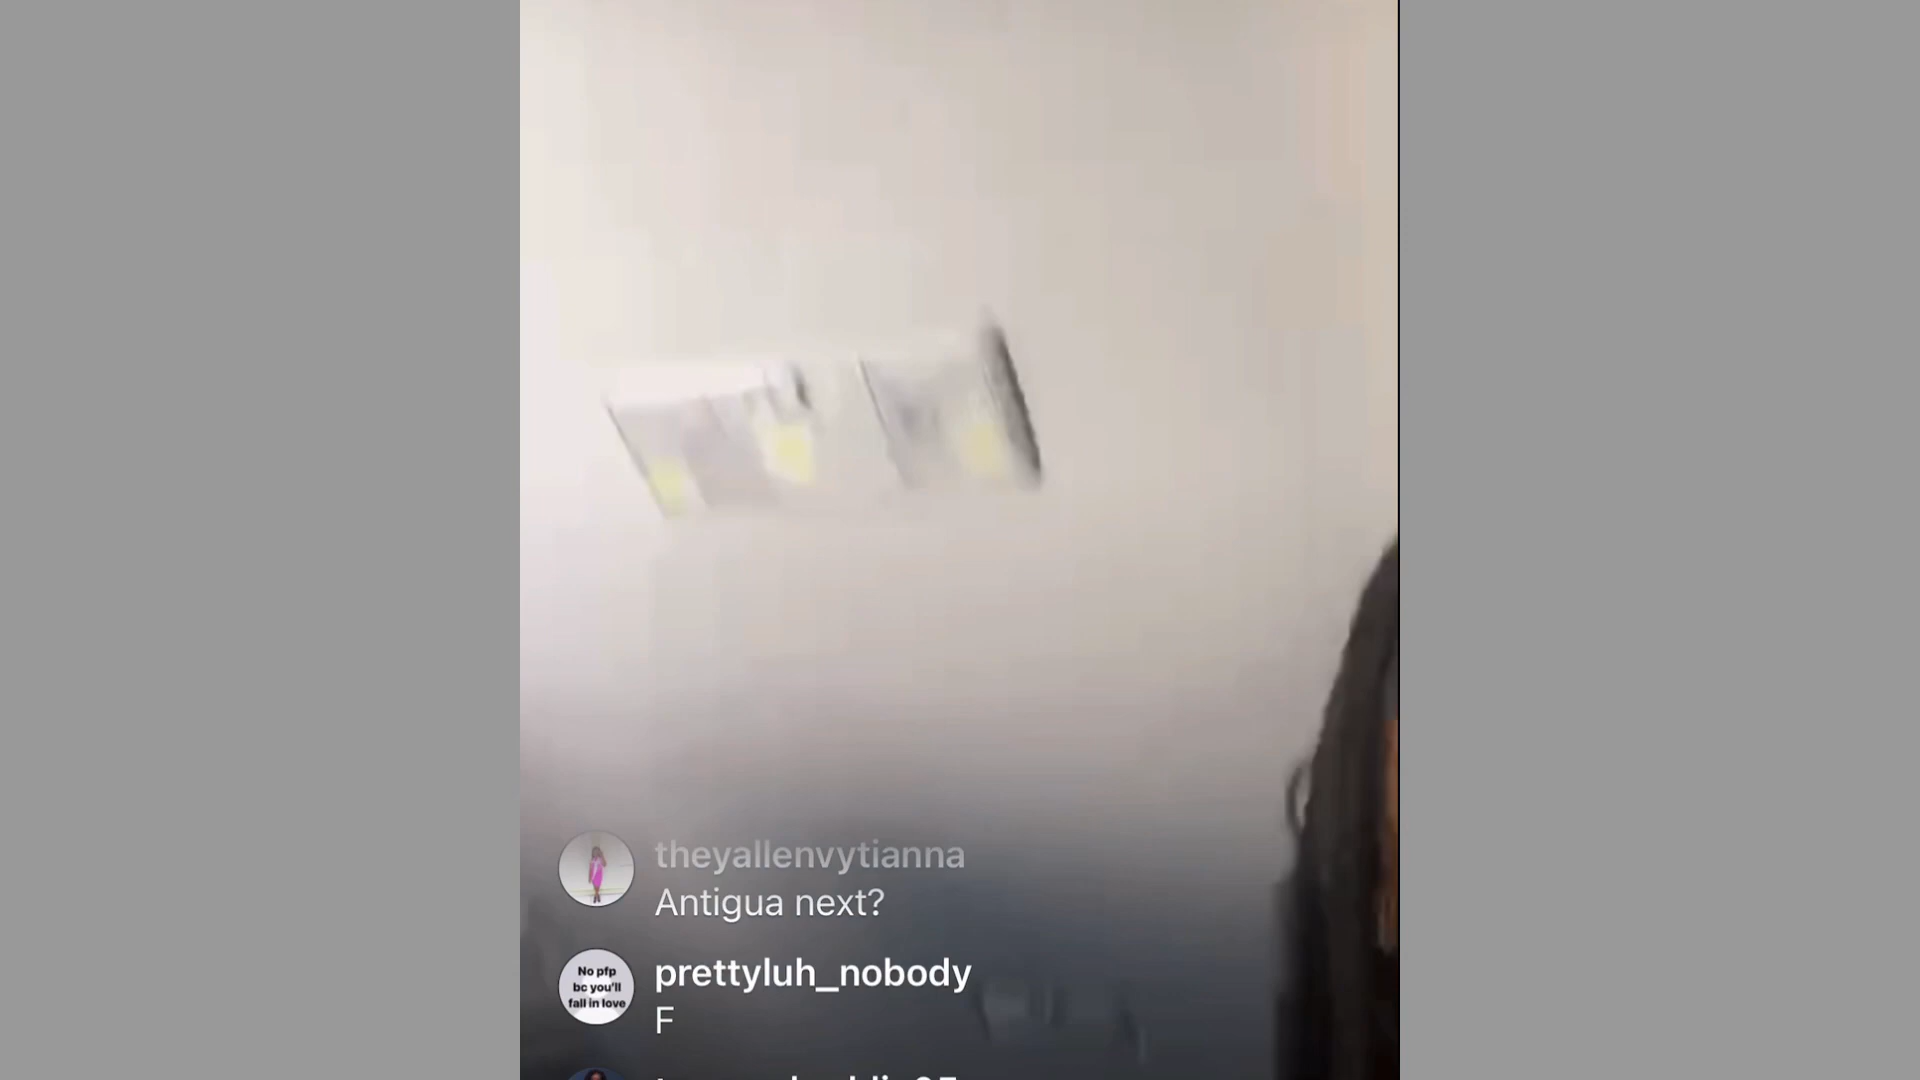 theyallenvytianna
Antigua next?
No pfp
bc you'll
fall in love
prettyluh_nobody
F